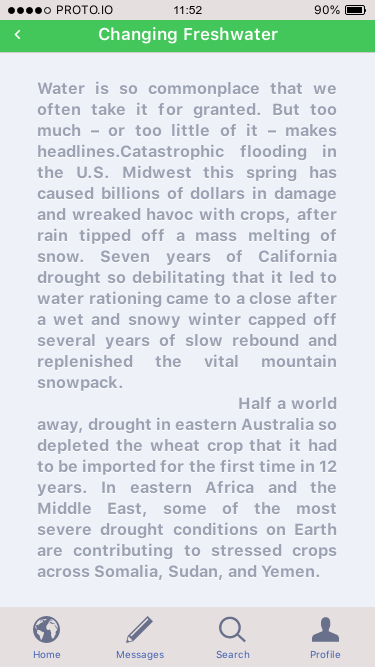 PROTO.IO 11:52 90%
Changing Freshwater
Water is so commonplace that we
often take it for granted. But too
much – or too little of it – makes
headlines.Catastrophic flooding in
the U.S. Midwest this spring has
caused billions of dollars in damage
and wreaked havoc with crops, after
rain tipped off a mass melting of
snow. Seven years of California
drought so debilitating that it led to
water rationing came to a close after
a wet and snowy winter capped off
several years of slow rebound and
replenished the vital mountain
snowpack.
Half a world
away, drought in eastern Australia so
depleted the wheat crop that it had
to be imported for the first time in 12
years. In eastern Africa and the
Middle East, some of the most
severe drought conditions on Earth
are contributing to stressed crops
across Somalia, Sudan, and Yemen.
Home Messages Search Profile